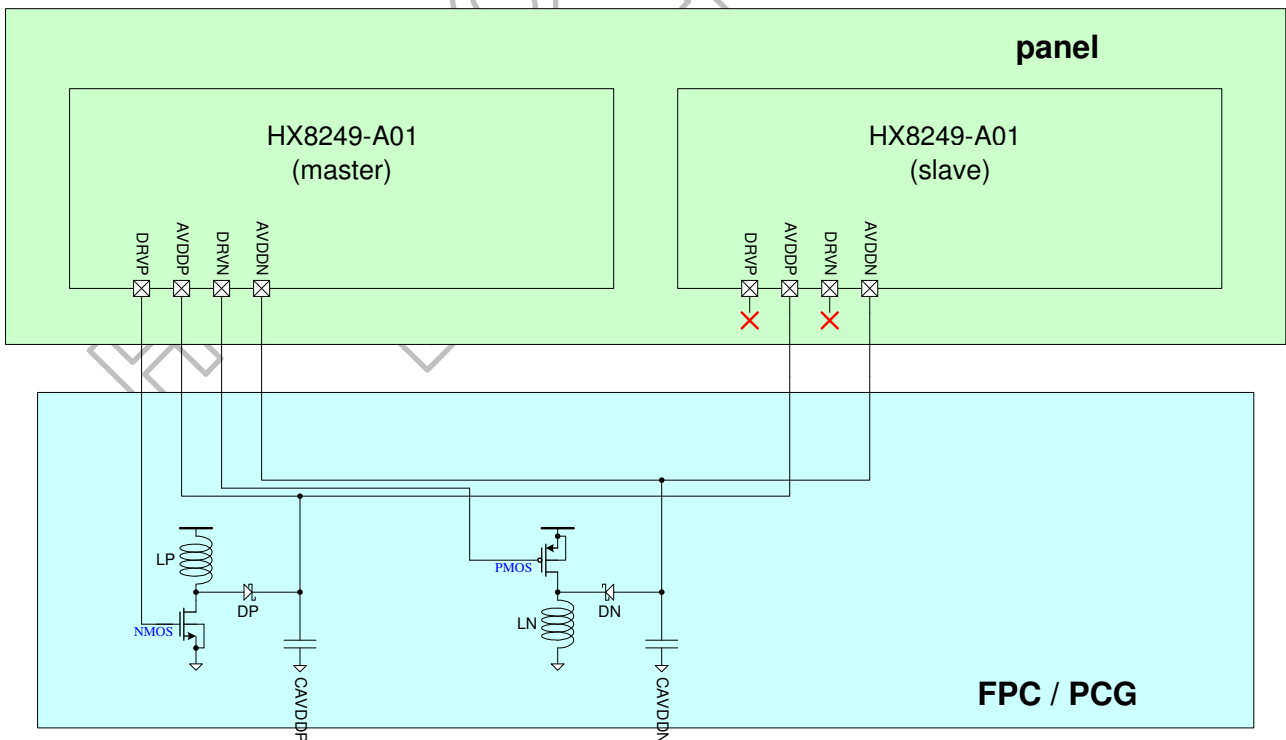 panel
HX8249-A01
(master)
HX8249-A01
(slave)
DRVP
AVDDP
DRVN
AVDDN
DRVP
AVDDP
DRVN
AVDDN
LP
DP
NMOS
CAVDDP
PMOS
DN
LN
CAVDDN
FPC / PCG